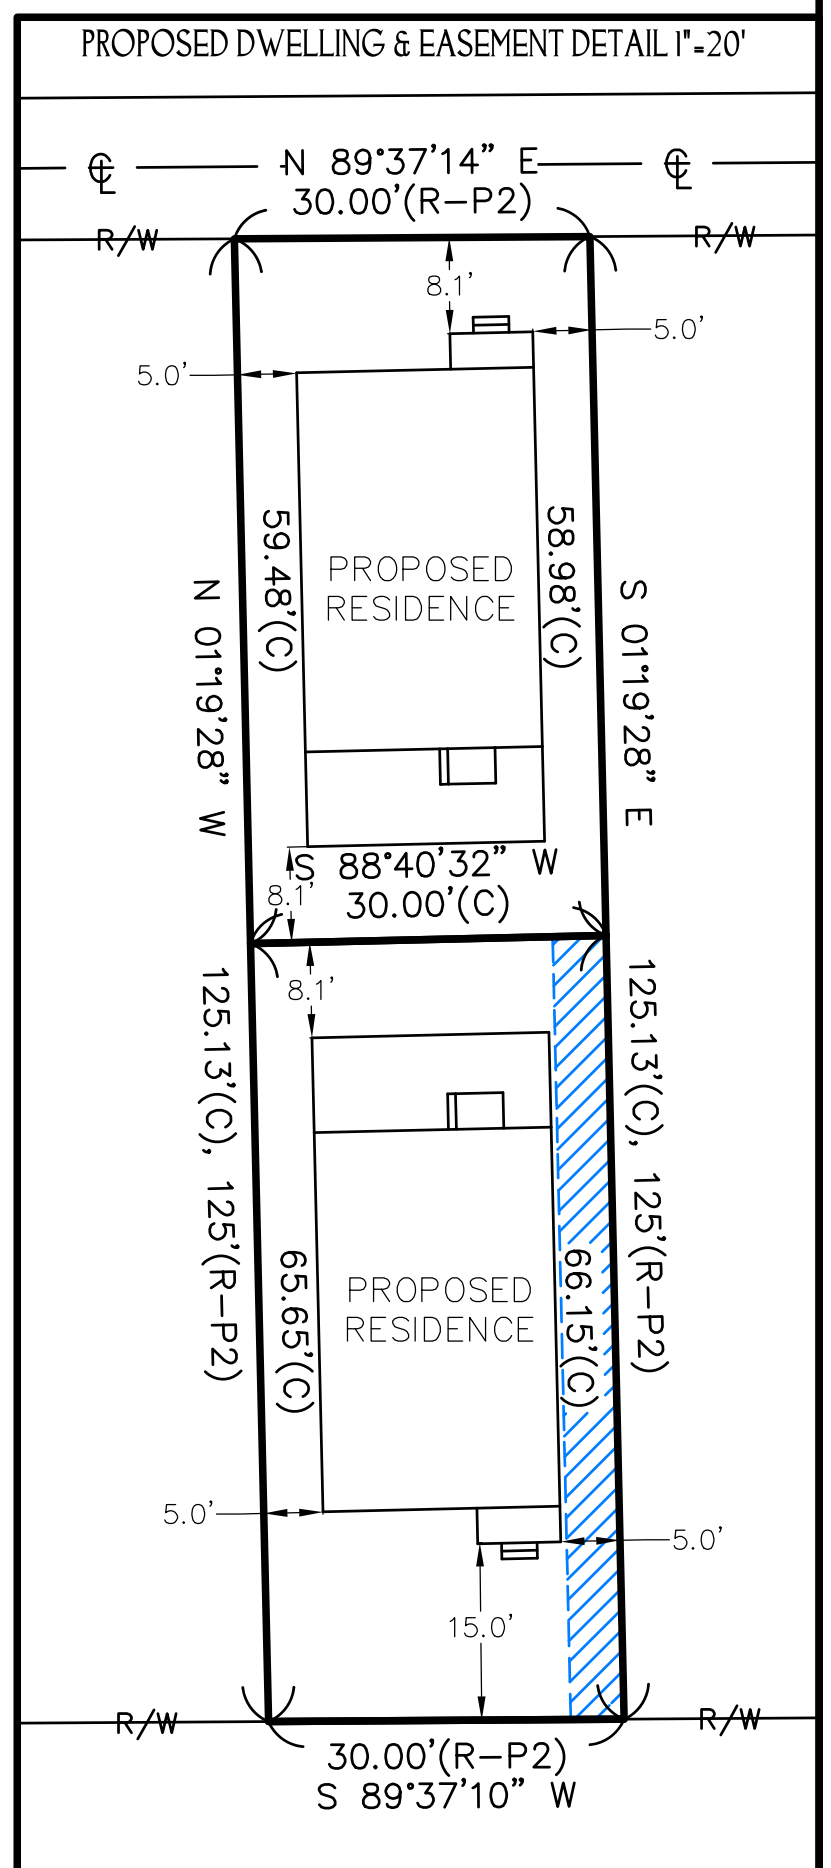 PROPOSED DWELLING & EASEMENT DETAIL 1"=20'
℄ N 89°37'14" E ℄
30.00'(R-P2)
R/W
R/W
8.1'
5.0'
5.0'
59.48'(C)
58.98'(C)
PROPOSED
RESIDENCE
N 01°19'28" W
S 01°19'28" E
S 88°40'32" W
30.00'(C)
8.1'
8.1'
125.13'(C), 125'(R-P2)
125.13'(C), 125'(R-P2)
65.65'(C)
66.15'(C)
PROPOSED
RESIDENCE
5.0'
5.0'
15.0'
R/W
R/W
30.00'(R-P2)
S 89°37'10" W